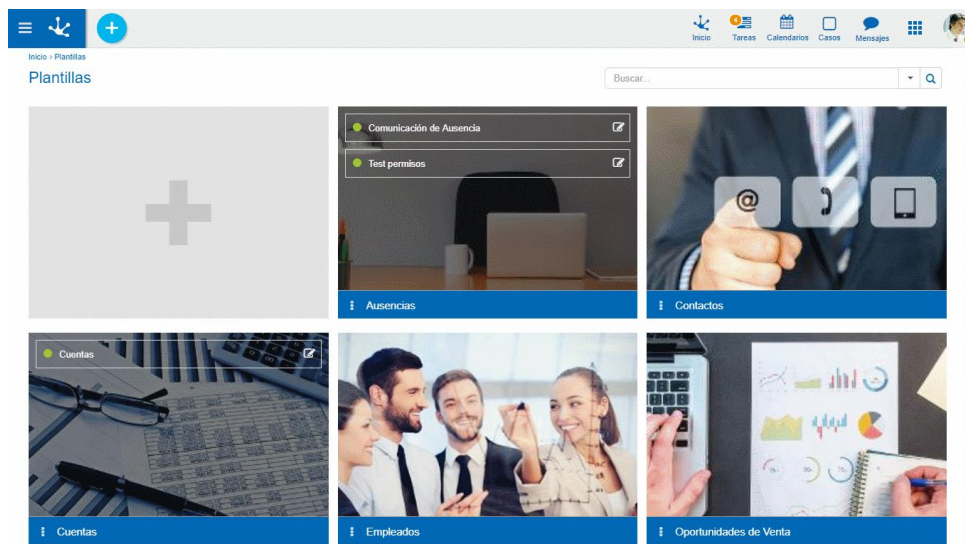 4
Inicio
Tareas
Calendarios
Casos
Mensajes
Inicio › Plantillas
Plantillas
Buscar...
Comunicación de Ausencia
Test permisos
@
Ausencias
Contactos
Cuentas
Cuentas
Empleados
Oportunidades de Venta